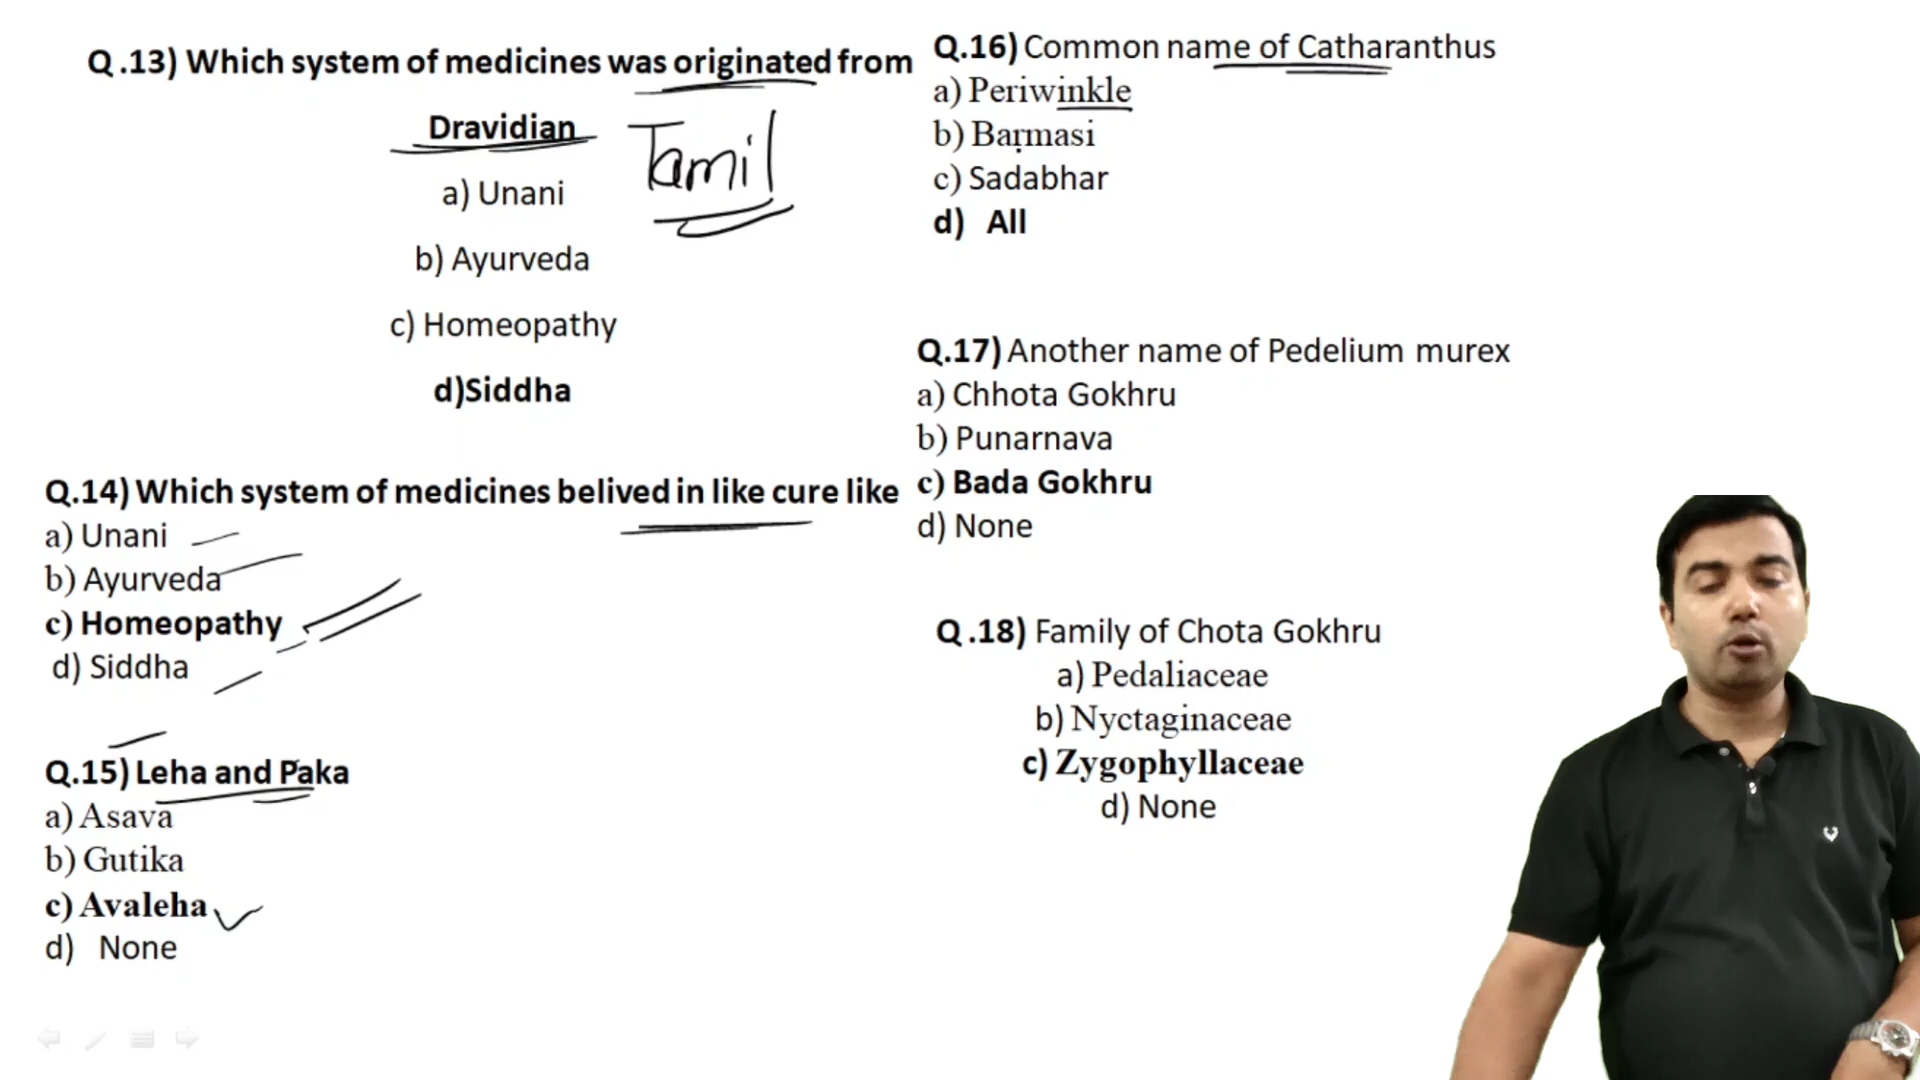 Q.13) Which system of medicines was originated from
Dravidian
Tamil
a) Unani
b) Ayurveda
c) Homeopathy
d)Siddha
Q.14) Which system of medicines belived in like cure like
a) Unani
b) Ayurveda
c) Homeopathy
d) Siddha
Q.15) Leha and Paka
a) Asava
b) Gutika
c) Avaleha
d) None
Q.16) Common name of Catharanthus
a) Periwinkle
b) Barmasi
c) Sadabhar
d) All
Q.17) Another name of Pedelium murex
a) Chhota Gokhru
b) Punarnava
c) Bada Gokhru
d) None
Q.18) Family of Chota Gokhru
a) Pedaliaceae
b) Nyctaginaceae
c) Zygophyllaceae
d) None